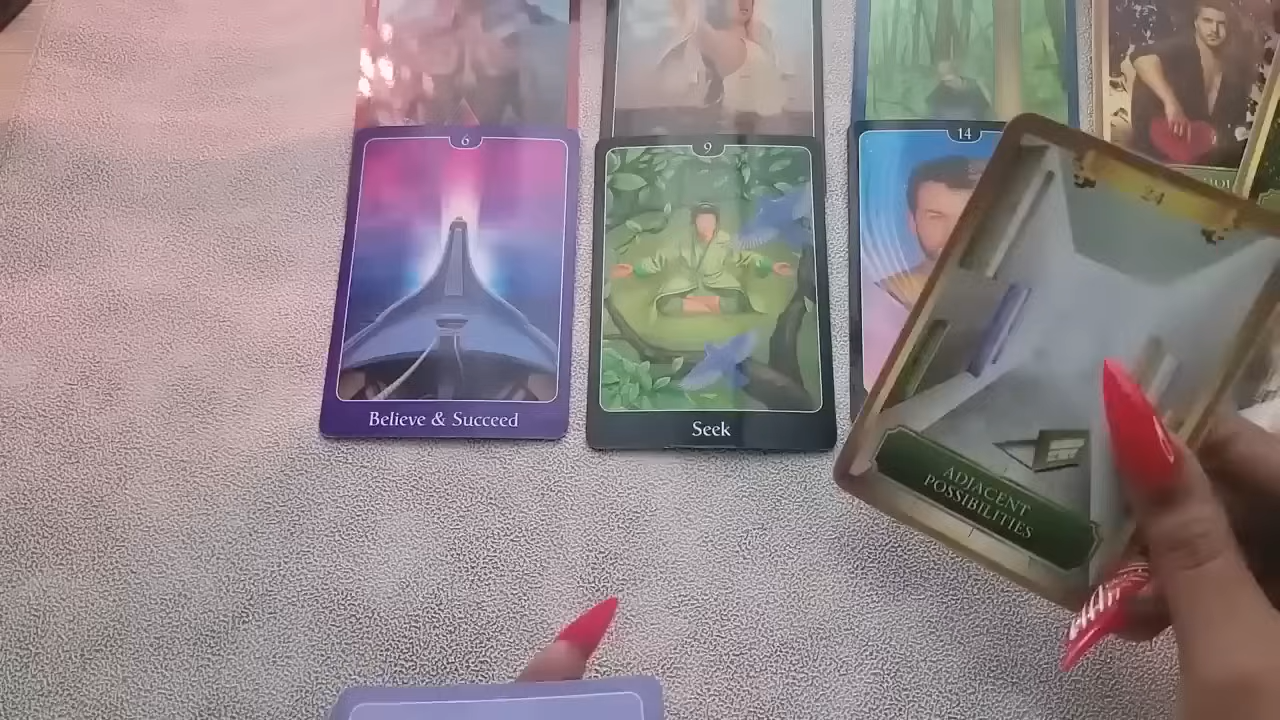 6
9
14
24
Believe & Succeed
Seek
ADJACENT
POSSIBILITIES